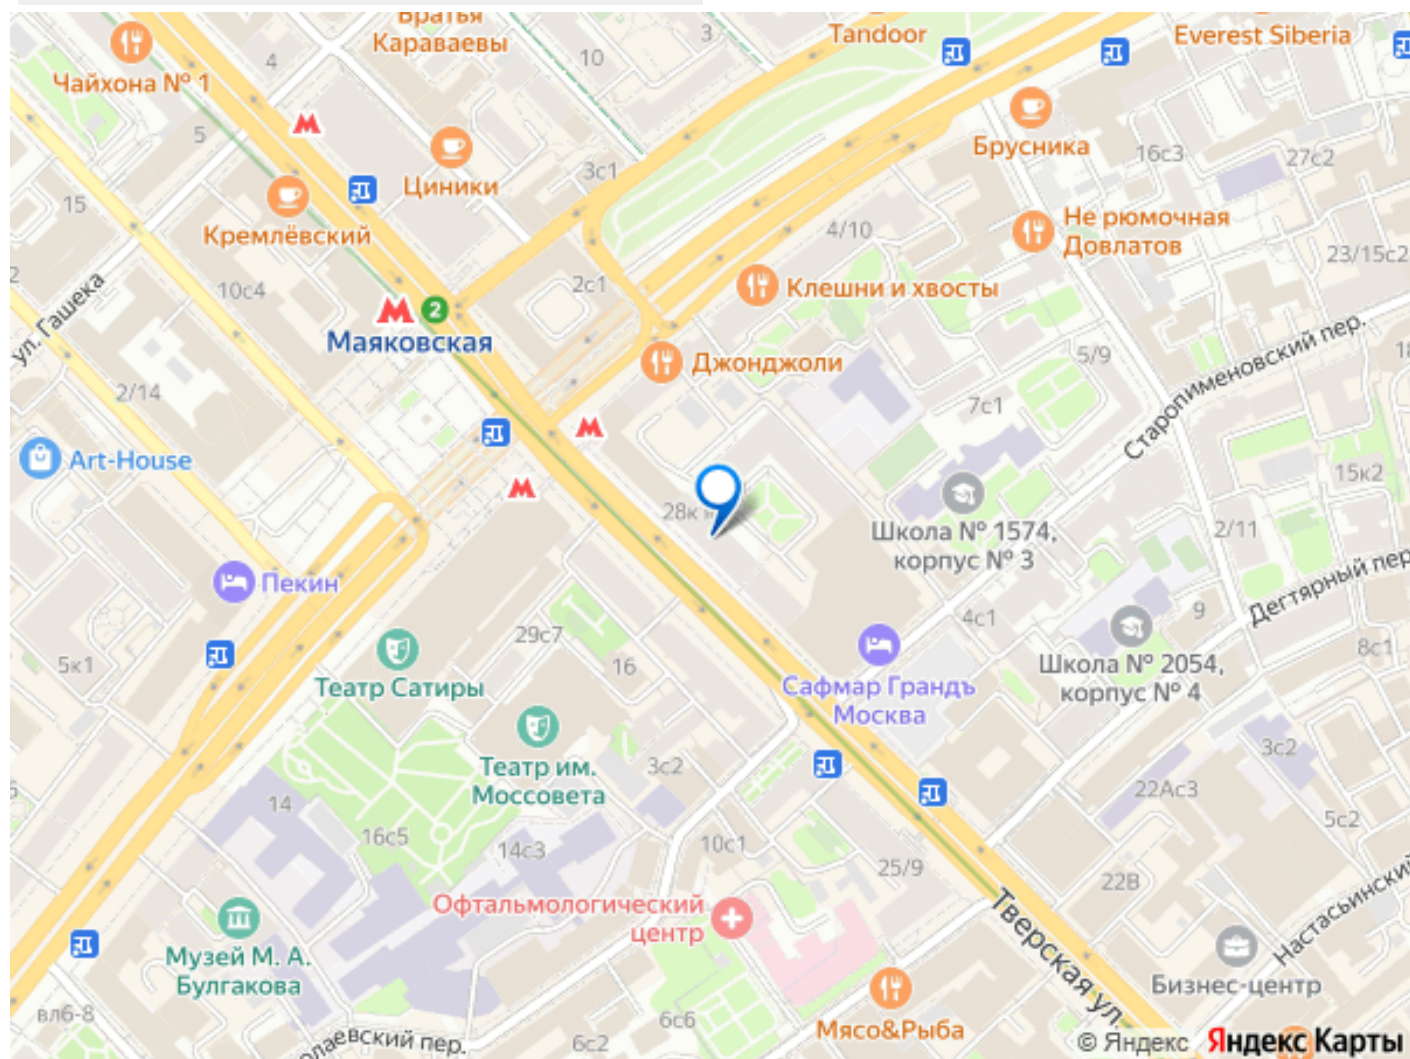 Братья
Караваевы
3
Tandoor
Everest Siberia
Чайхона № 1
4
10
5
Циники
3с1
Брусника
16с3
27с2
15
Кремлёвский
4/10
Не рюмочная
Довлатов
23/15с2
2
ул. Гашека
10с4
2с1
Клешни и хвосты
2
Маяковская
Джонджоли
5/9
Старопименовский пер.
2/14
7с1
Art-House
15к2
28к
Школа № 1574,
корпус № 3
2/11
Пекин
Дегтярный пер
4с1
9
29с7
5к1
16
8с1
Театр Сатиры
Сафмар Грандъ
Москва
Школа № 2054,
корпус № 4
Театр им.
Моссовета
3с2
3с2
14
22Ас3
16с5
14с3
10с1
5с2
25/9
22В
Офтальмологический
центр
Тверская ул.
Настасьинский
Музей М. А.
Булгакова
Бизнес-центр
вл6-8
6с6
Мясо&Рыба
олаевский пер.
6с2
© Яндекс Яндекс Карты